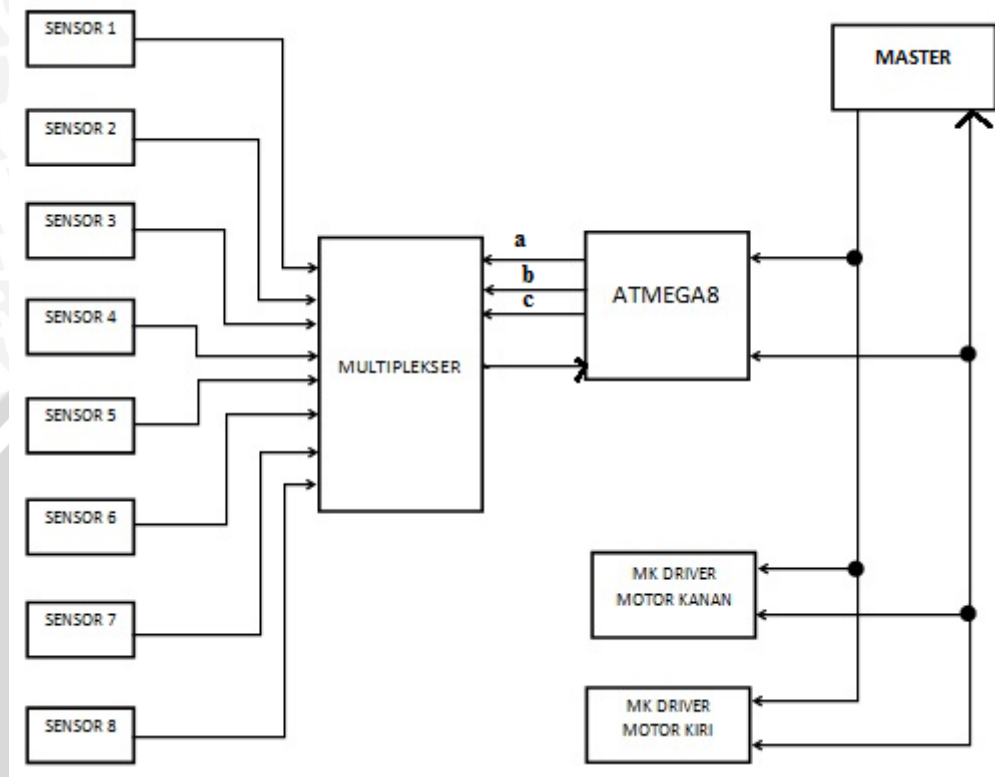 SENSOR 1
SENSOR 2
SENSOR 3
SENSOR 4
SENSOR 5
SENSOR 6
SENSOR 7
SENSOR 8
MULTIPLEKSER
a
b
c
ATMEGA8
MASTER
MK DRIVER
MOTOR KANAN
MK DRIVER
MOTOR KIRI